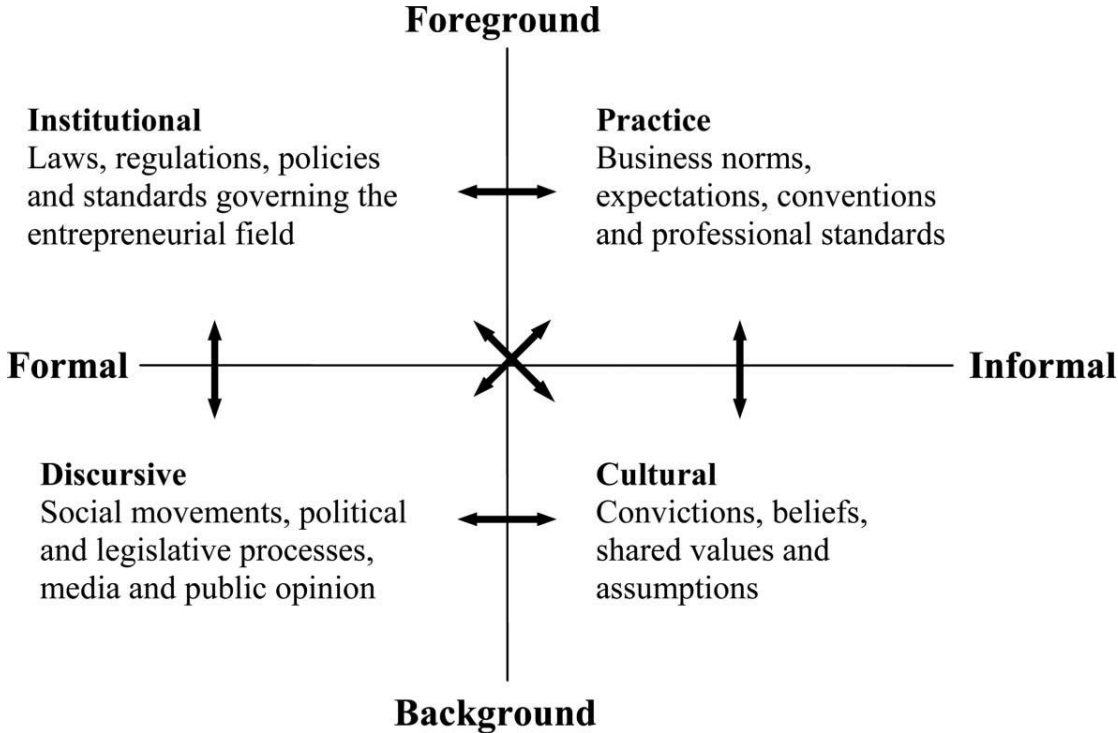 Foreground
Institutional
Laws, regulations, policies
and standards governing the
entrepreneurial field
Practice
Business norms,
expectations, conventions
and professional standards
Formal
Informal
Discursive
Social movements, political
and legislative processes,
media and public opinion
Cultural
Convictions, beliefs,
shared values and
assumptions
Background